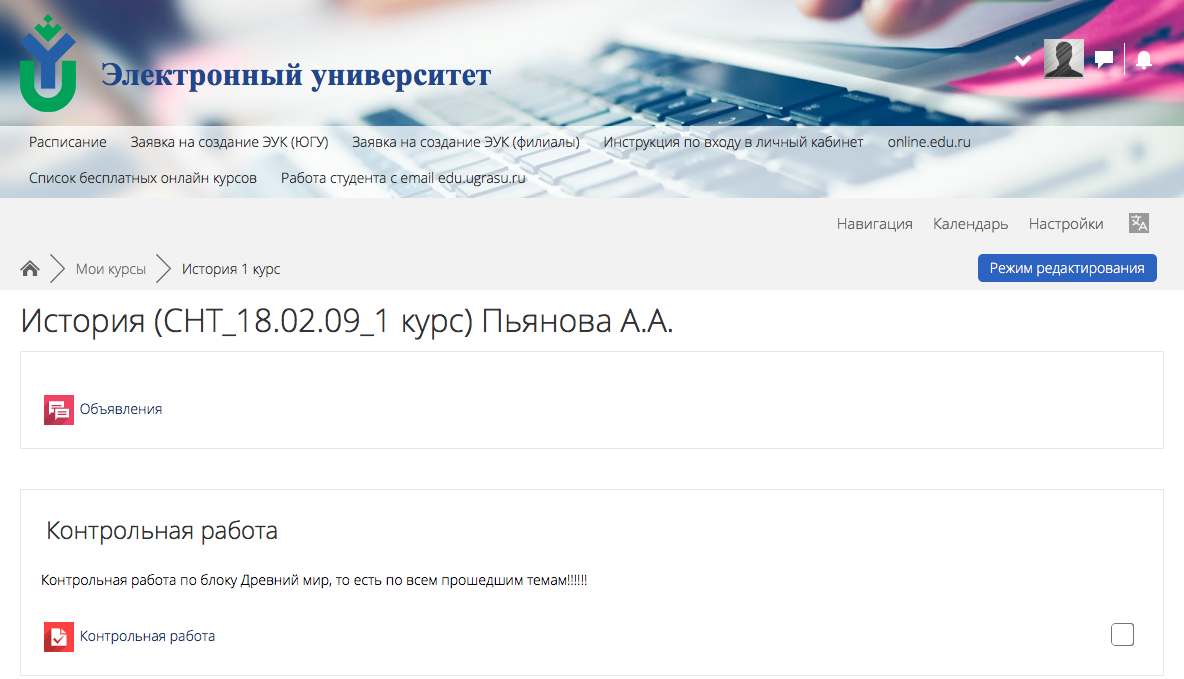 Электронный университет
Расписание Заявка на создание ЭУК (ЮГУ) Заявка на создание ЭУК (филиалы) Инструкция по входу в личный кабинет online.edu.ru
Список бесплатных онлайн курсов Работа студента с email edu.ugrasu.ru
Навигация Календарь Настройки
Мои курсы История 1 курс Режим редактирования
История (СНТ_18.02.09_1 курс) Пьянова А.А.
Объявления
Контрольная работа
Контрольная работа по блоку Древний мир, то есть по всем прошедшим темам!!!!!!
Контрольная работа